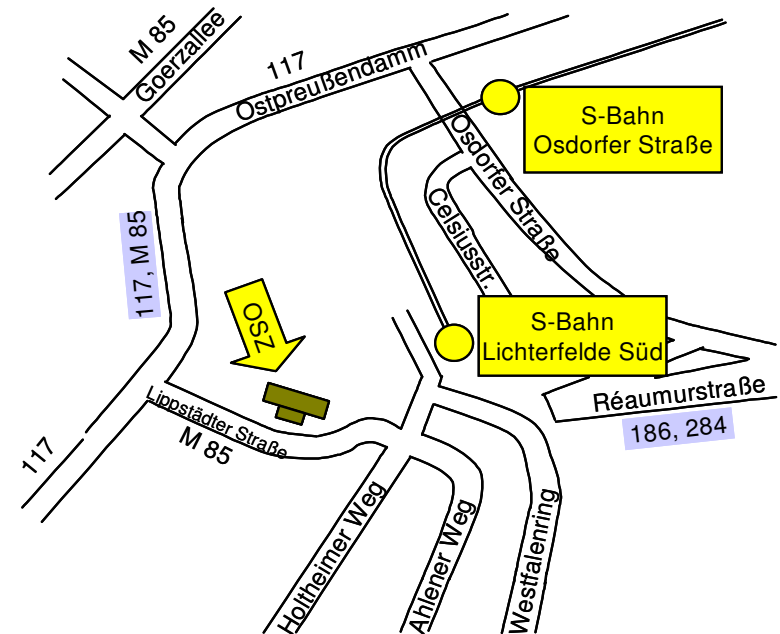 M 85
Goerzallee
117
Ostpreußendamm
S-Bahn
Osdorfer Straße
Osdorfer Straße
Celsiusstr.
117, M 85
OSZ
S-Bahn
Lichterfelde Süd
Réaumurstraße
186, 284
Lippstädter Straße
M 85
117
Holtheimer Weg
Ahlener Weg
Westfalenring